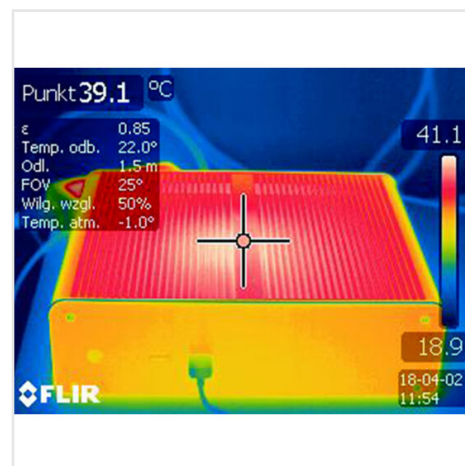 Punkt 39.1 °C
ε 0.85
Temp. odb. 22.0°
Odl. 1.5 m
FOV 25°
Wilg. wzgl. 50%
Temp. atm. -1.0°
41.1
18.9
18-04-02
11:54
FLIR